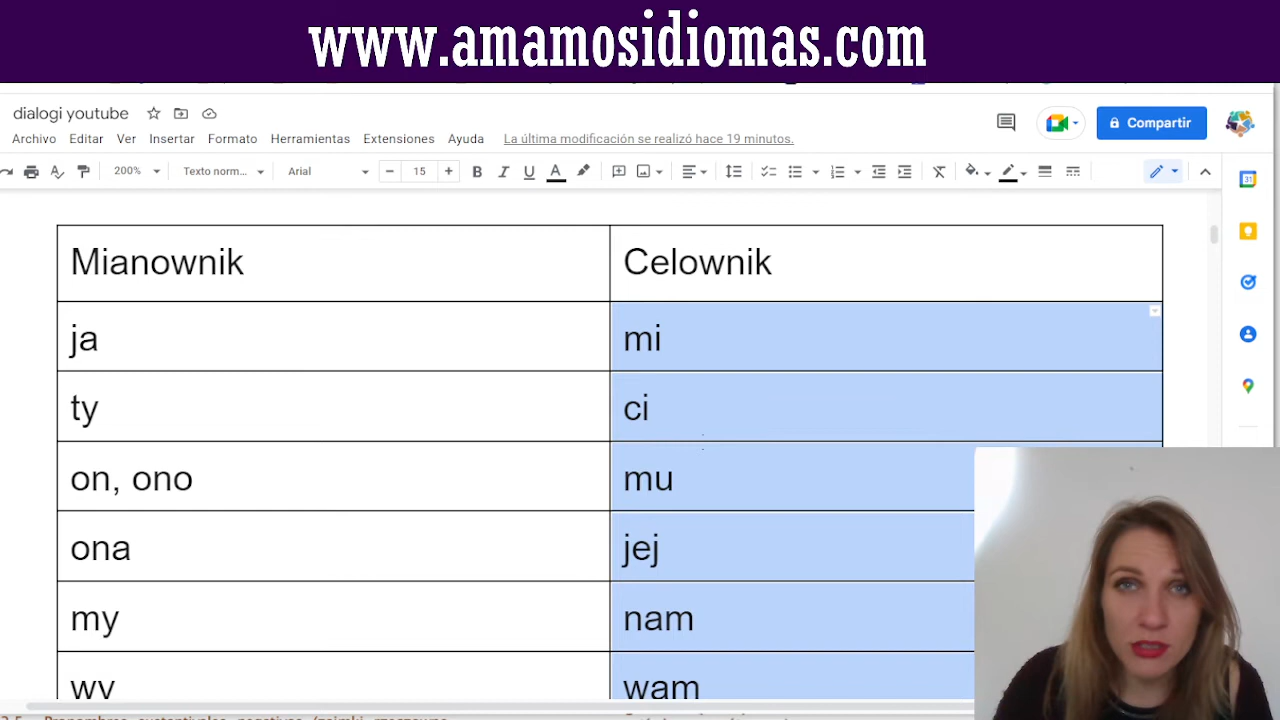 www.amamosidiomas.com
dialogi youtube
Archivo Editar Ver Insertar Formato Herramientas Extensiones Ayuda La última modificación se realizó hace 19 minutos.
Compartir
200% Texto norm... Arial 15 B I U A
31
Mianownik Celownik
ja mi
ty ci
on, ono mu
ona jej
my nam
wy wam